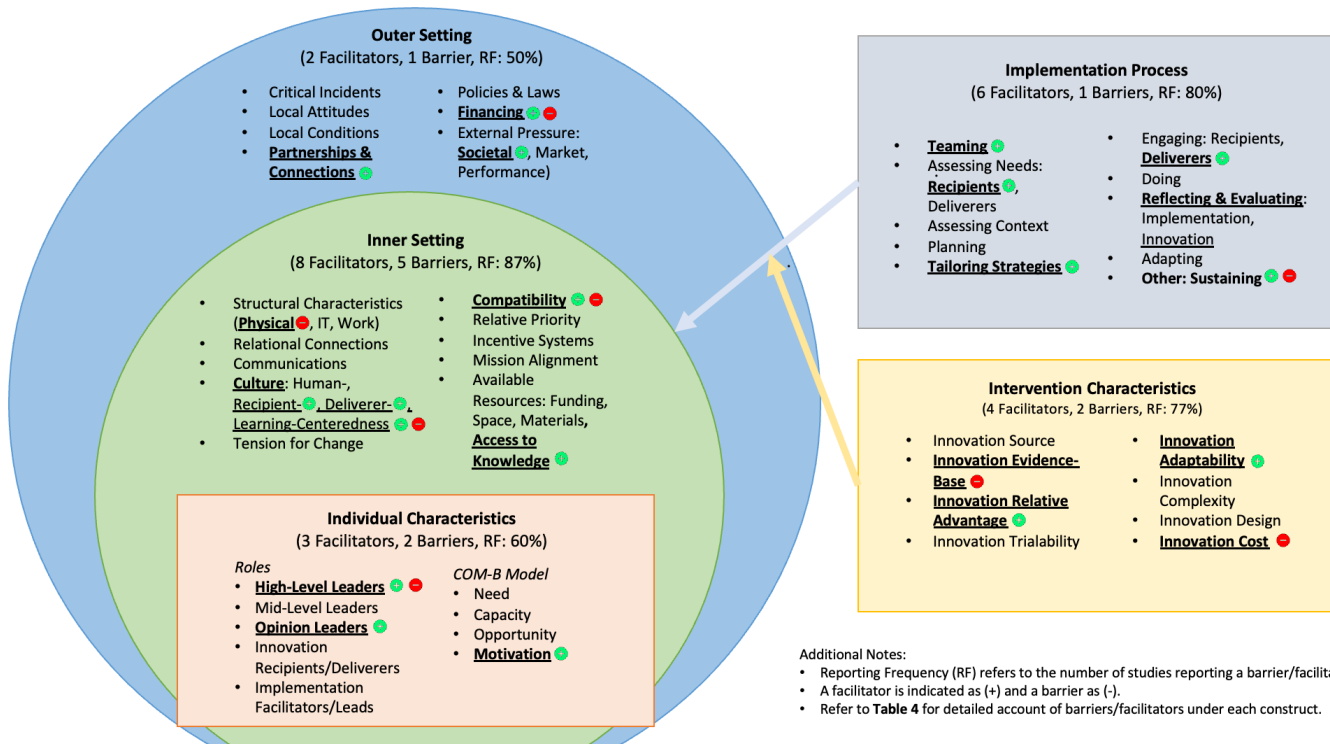 Outer Setting
(2 Facilitators, 1 Barrier, RF: 50%)
• Critical Incidents
• Local Attitudes
• Local Conditions
• Partnerships &
Connections +
• Policies & Laws
• Financing + −
• External Pressure:
Societal +, Market,
Performance)
Inner Setting
(8 Facilitators, 5 Barriers, RF: 87%)
• Structural Characteristics
(Physical −, IT, Work)
• Relational Connections
• Communications
• Culture: Human-,
Recipient- +, Deliverer- +,
Learning-Centeredness + −
• Tension for Change
• Compatibility + −
• Relative Priority
• Incentive Systems
• Mission Alignment
• Available
Resources: Funding,
Space, Materials, Access to
Knowledge +
Individual Characteristics
(3 Facilitators, 2 Barriers, RF: 60%)
Roles
• High-Level Leaders + −
• Mid-Level Leaders
• Opinion Leaders +
• Innovation
Recipients/Deliverers
• Implementation
Facilitators/Leads
COM-B Model
• Need
• Capacity
• Opportunity
• Motivation +
Implementation Process
(6 Facilitators, 1 Barriers, RF: 80%)
• Teaming +
• Assessing Needs:
Recipients +,
Deliverers
• Assessing Context
• Planning
• Tailoring Strategies +
• Engaging: Recipients,
Deliverers +
• Doing
• Reflecting & Evaluating:
Implementation,
Innovation
• Adapting
• Other: Sustaining + −
Intervention Characteristics
(4 Facilitators, 2 Barriers, RF: 77%)
• Innovation Source
• Innovation Evidence-
Base −
• Innovation Relative
Advantage +
• Innovation Trialability
• Innovation
Adaptability +
• Innovation
Complexity
• Innovation Design
• Innovation Cost −
Additional Notes:
• Reporting Frequency (RF) refers to the number of studies reporting a barrier/facilita
• A facilitator is indicated as (+) and a barrier as (-).
• Refer to Table 4 for detailed account of barriers/facilitators under each construct.